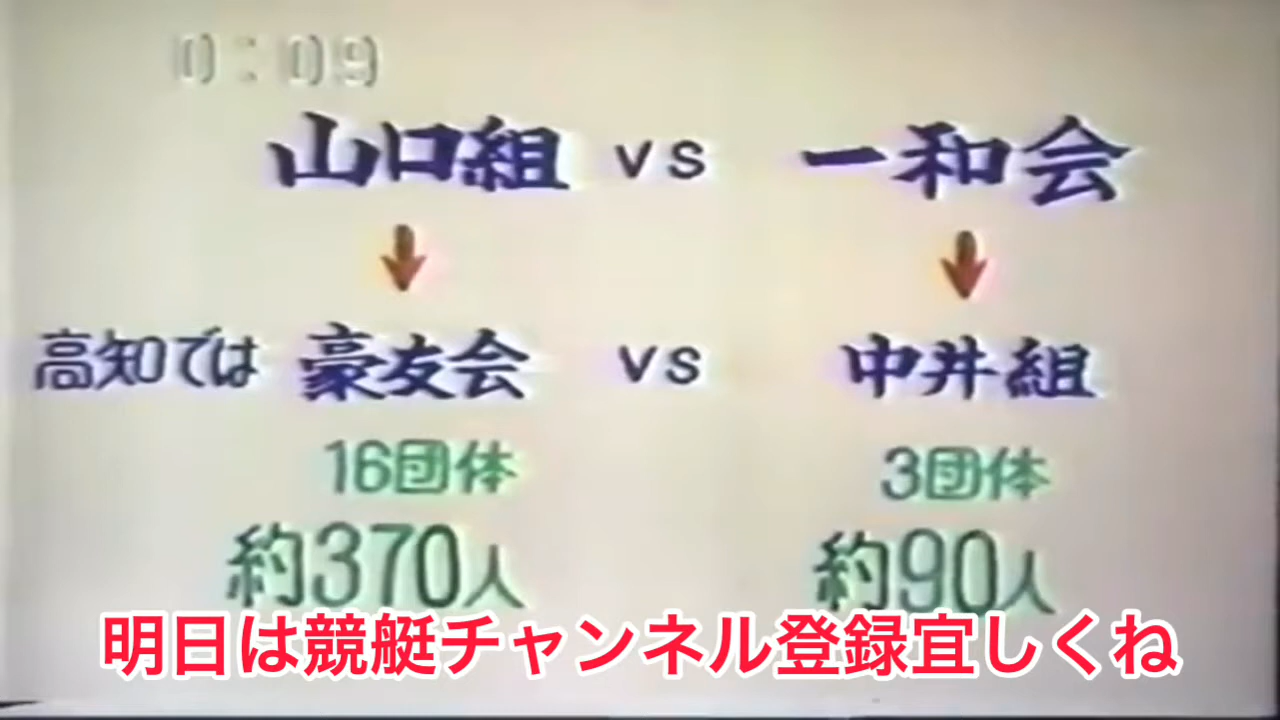 0:09
山口組 vs 一和会
高知では 豪友会 vs 中井組
16団体 3団体
約370人 約90人
明日は競艇チャンネル登録宜しくね